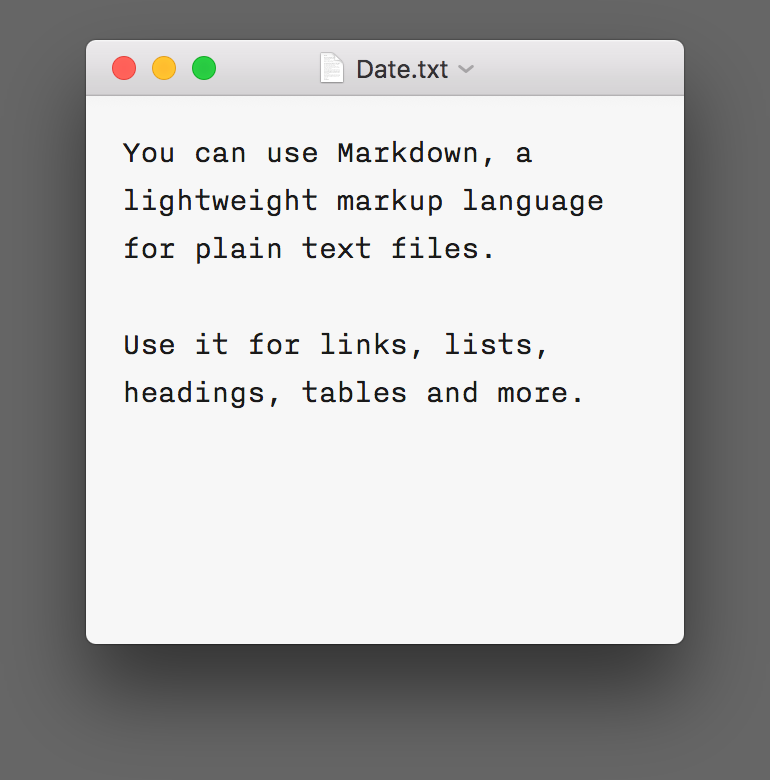 Date.txt
You can use Markdown, a
lightweight markup language
for plain text files.
Use it for links, lists,
headings, tables and more.